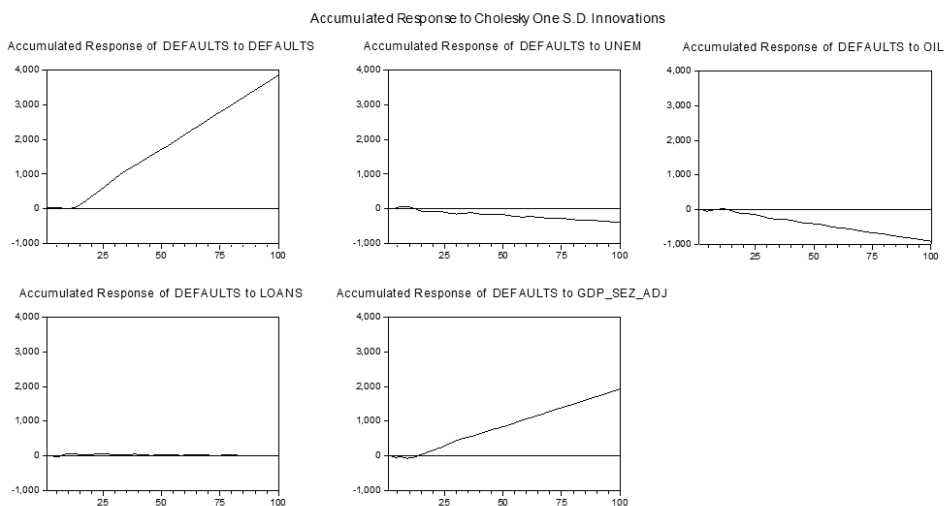 Accumulated Response to Cholesky One S.D. Innovations
Accumulated Response of DEFAULTS to DEFAULTS
4,000
3,000
2,000
1,000
0
-1,000
25 50 75 100
Accumulated Response of DEFAULTS to UNEM
4,000
3,000
2,000
1,000
0
-1,000
25 50 75 100
Accumulated Response of DEFAULTS to OIL
4,000
3,000
2,000
1,000
0
-1,000
25 50 75 100
Accumulated Response of DEFAULTS to LOANS
4,000
3,000
2,000
1,000
0
-1,000
25 50 75 100
Accumulated Response of DEFAULTS to GDP_SEZ_ADJ
4,000
3,000
2,000
1,000
0
-1,000
25 50 75 100